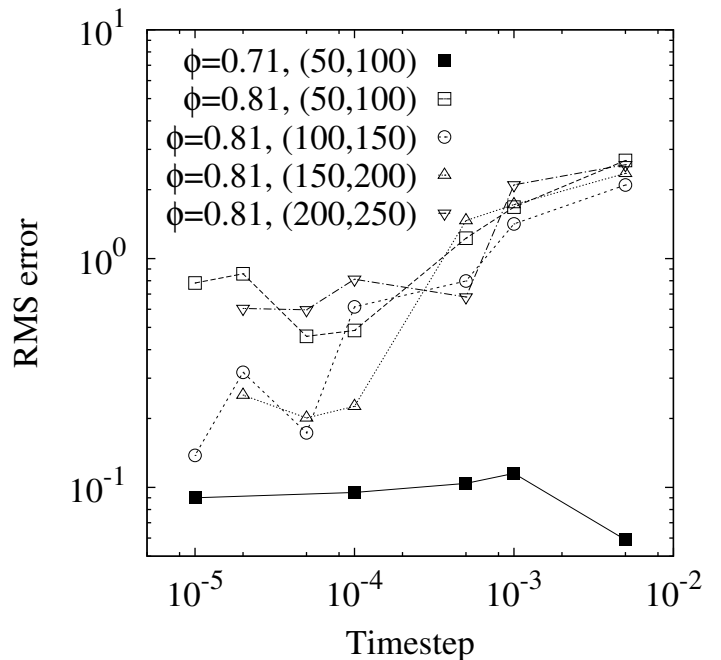 10^1
ϕ=0.71, (50,100)
ϕ=0.81, (50,100)
ϕ=0.81, (100,150)
ϕ=0.81, (150,200)
ϕ=0.81, (200,250)
10^0
RMS error
10^-1
10^-5 10^-4 10^-3 10^-2
Timestep